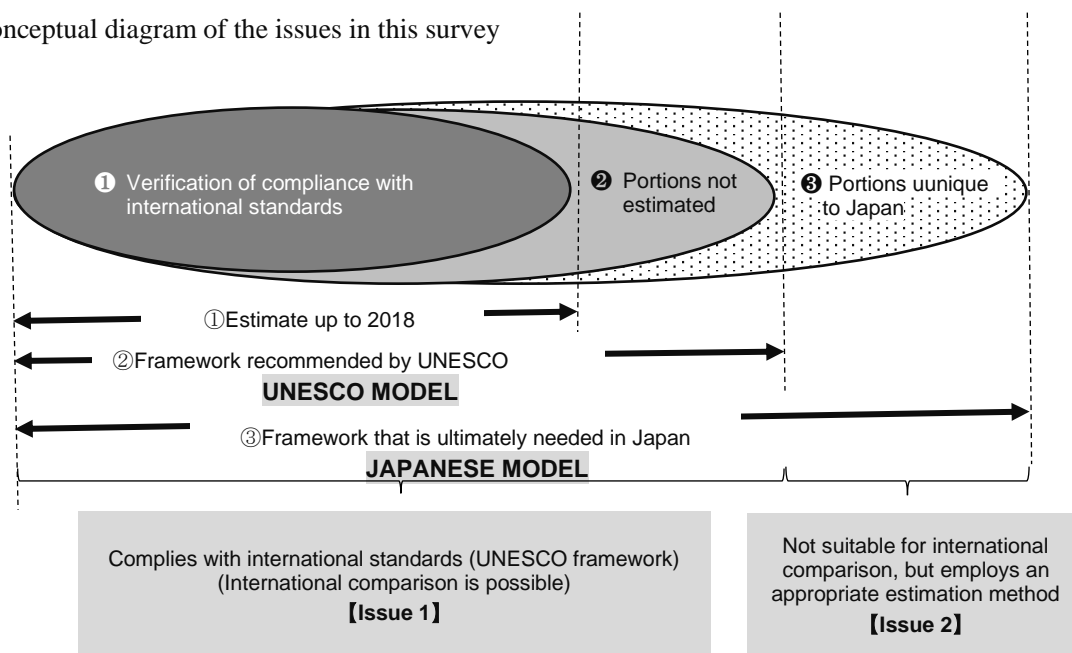 onceptual diagram of the issues in this survey
❶ Verification of compliance with
international standards
❷ Portions not
estimated
❸ Portions uunique
to Japan
①Estimate up to 2018
②Framework recommended by UNESCO
UNESCO MODEL
③Framework that is ultimately needed in Japan
JAPANESE MODEL
Complies with international standards (UNESCO framework)
(International comparison is possible)
【Issue 1】
Not suitable for international
comparison, but employs an
appropriate estimation method
【Issue 2】